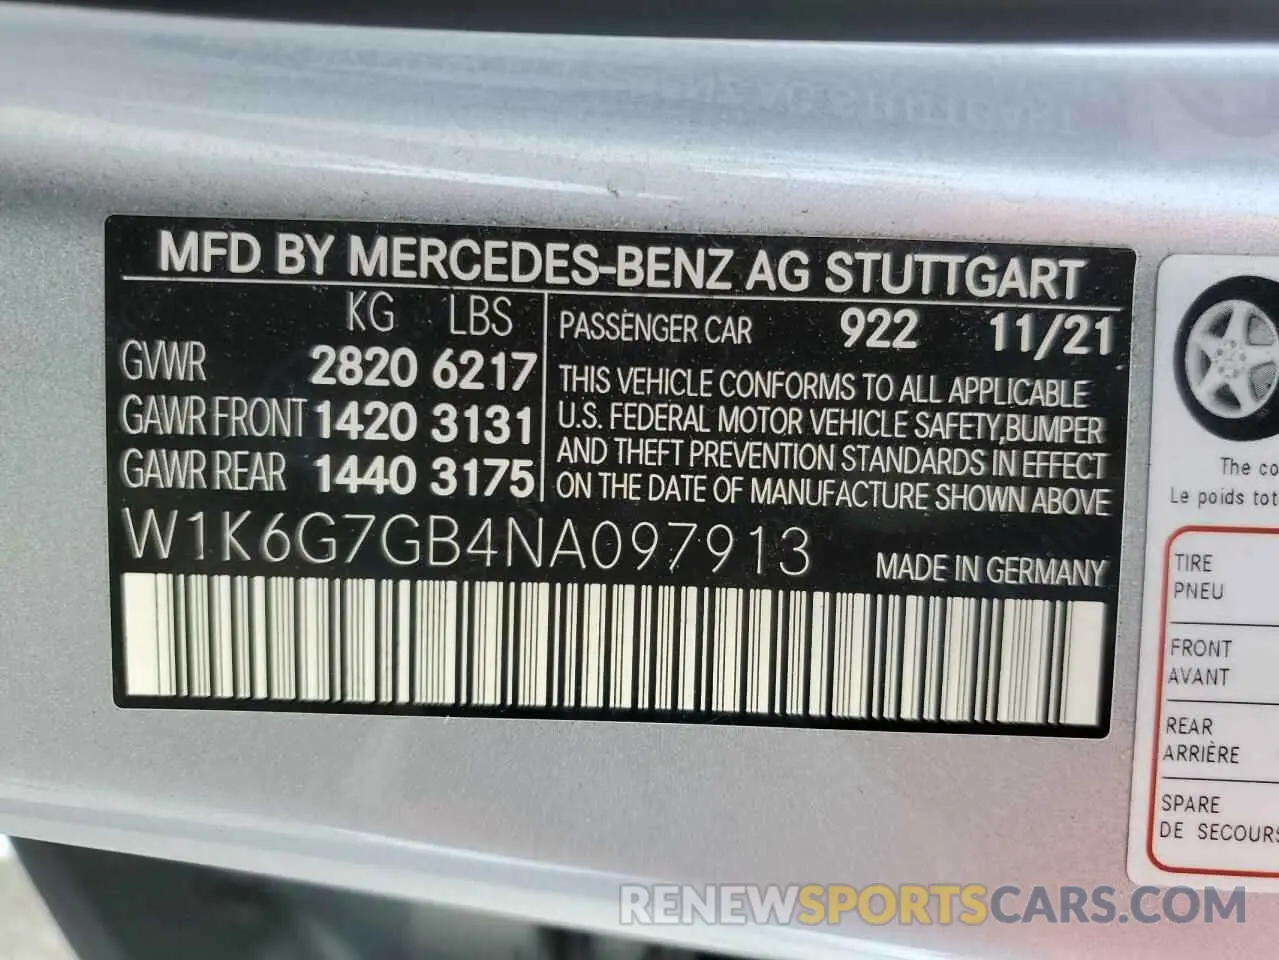 MFD BY MERCEDES-BENZ AG STUTTGART
KG LBS
GVWR 2820 6217
GAWR FRONT 1420 3131
GAWR REAR 1440 3175
PASSENGER CAR 922 11/21
THIS VEHICLE CONFORMS TO ALL APPLICABLE
U.S. FEDERAL MOTOR VEHICLE SAFETY,BUMPER
AND THEFT PREVENTION STANDARDS IN EFFECT
ON THE DATE OF MANUFACTURE SHOWN ABOVE
W1K6G7GB4NA097913
MADE IN GERMANY
The co
Le poids tot
TIRE
PNEU
FRONT
AVANT
REAR
ARRIÈRE
SPARE
DE SECOURS
RENEWSPORTSCARS.COM